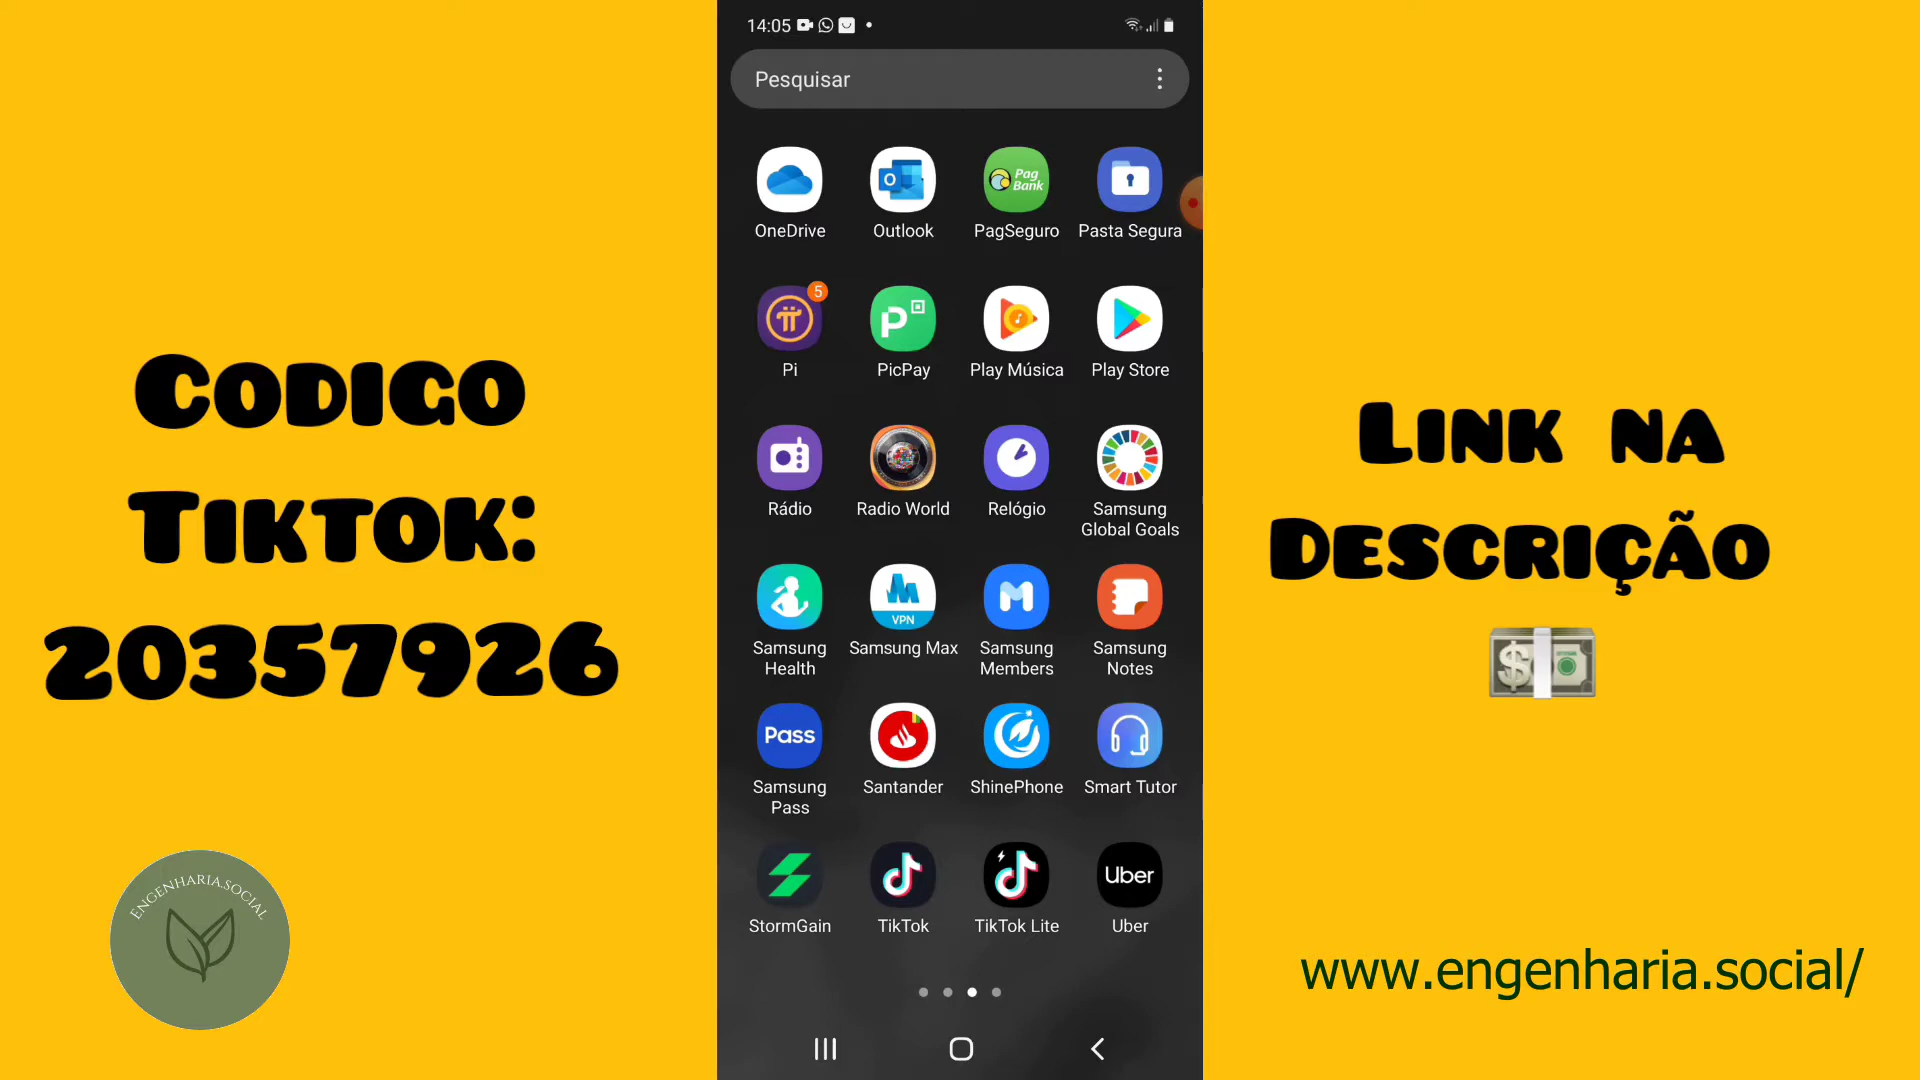 14:05
Pesquisar
OneDrive
Outlook
Pag
Bank
PagSeguro
Pasta Segura
5
Pi
PicPay
Play Música
Play Store
Rádio
Radio World
Relógio
Samsung
Global Goals
Samsung
Health
VPN
Samsung Max
Samsung
Members
Samsung
Notes
Pass
Samsung
Pass
Santander
ShinePhone
Smart Tutor
StormGain
TikTok
TikTok Lite
Uber
Uber
Codigo
Tiktok:
20357926
ENGENHARIA.SOCIAL
Link na
Descrição
www.engenharia.social/